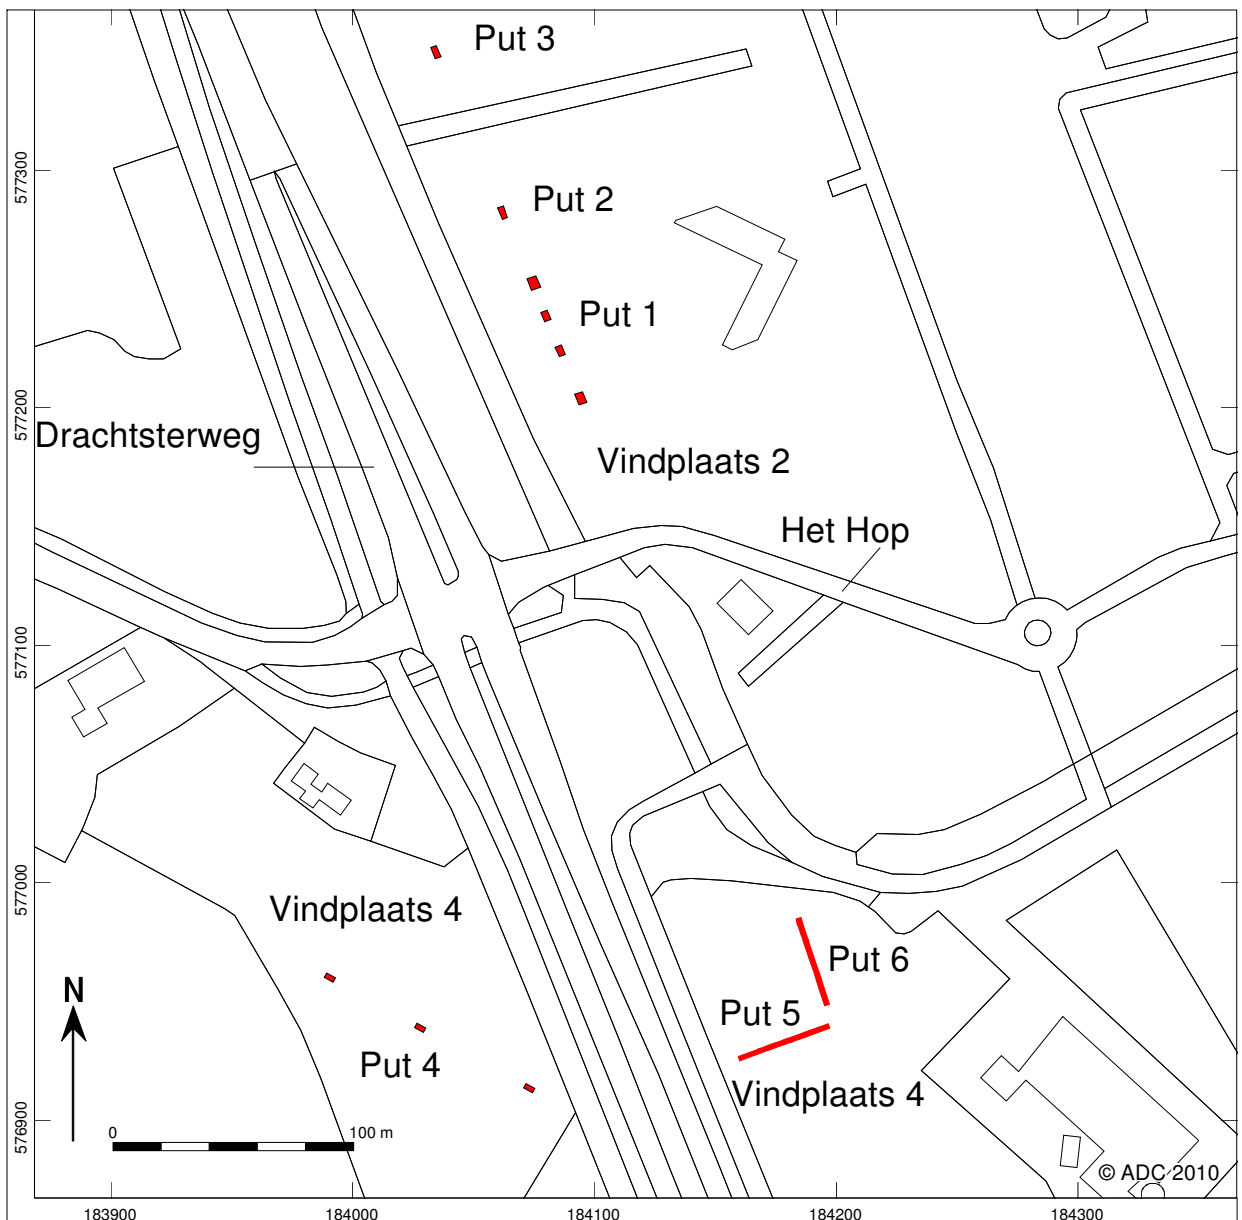 Put 3
577300
Put 2
Put 1
577200
Drachtsterweg
Vindplaats 2
Het Hop
577100
577000
Vindplaats 4
Put 6
N
Put 5
Put 4
Vindplaats 4
576900
0 100 m
© ADC 2010
183900 184000 184100 184200 184300